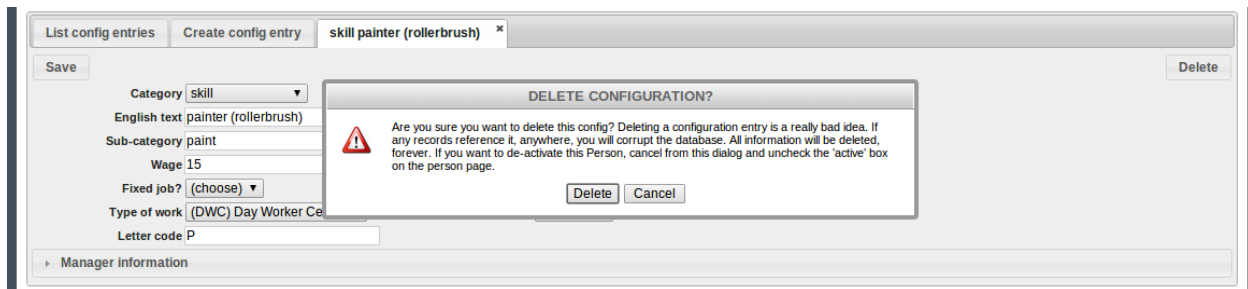 List config entries Create config entry skill painter (rollerbrush)
Save Delete
Category skill
DELETE CONFIGURATION?
English text painter (rollerbrush)
Are you sure you want to delete this config? Deleting a configuration entry is a really bad idea. If
any records reference it, anywhere, you will corrupt the database. All information will be deleted,
forever. If you want to de-activate this Person, cancel from this dialog and uncheck the 'active' box
on the person page.
Sub-category paint
Wage 15
Fixed job? (choose)
Delete Cancel
Type of work (DWC) Day Worker Ce
Letter code P
Manager information